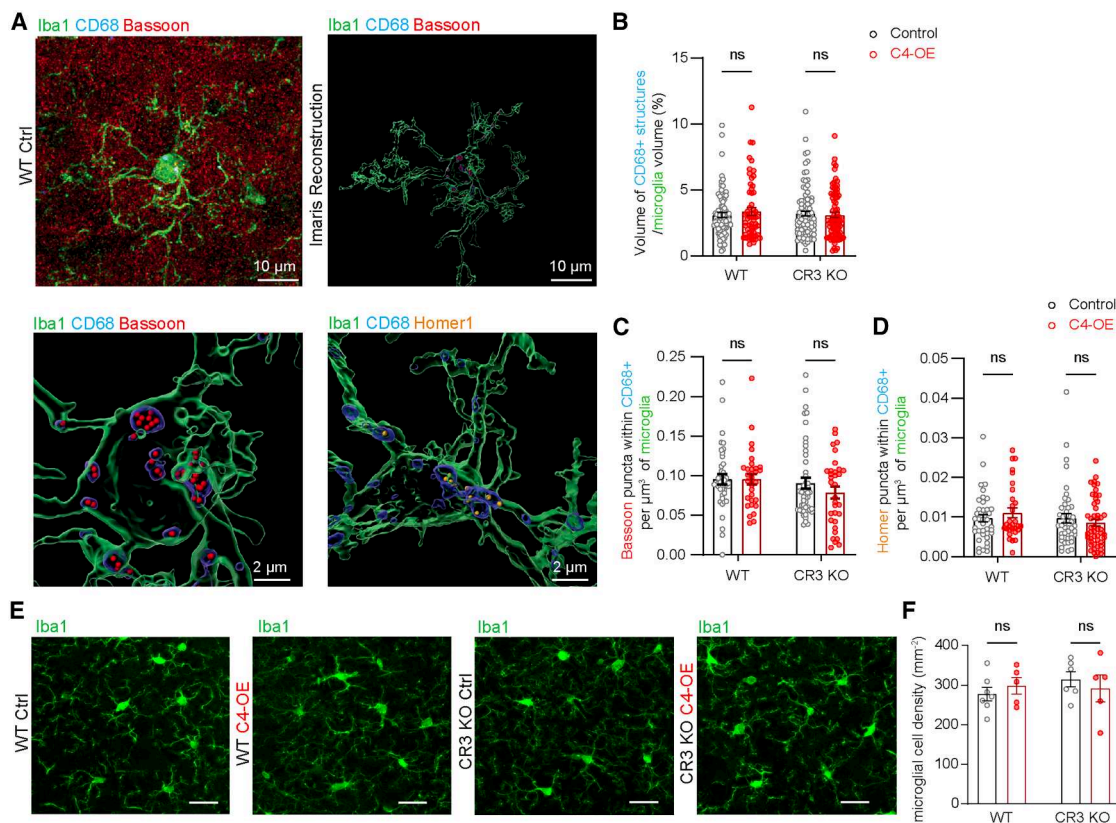 A
Iba1 CD68 Bassoon
WT Ctrl
10 µm
Iba1 CD68 Bassoon
Imaris Reconstruction
10 µm
Iba1 CD68 Bassoon
2 µm
Iba1 CD68 Homer1
2 µm
B
Control
C4-OE
Volume of CD68+ structures
/microglia volume (%)
15
10
5
0
ns
ns
WT
CR3 KO
C
Bassoon puncta within CD68+
per µm³ of microglia
0.25
0.20
0.15
0.10
0.05
0.00
ns
ns
WT
CR3 KO
D
Control
C4-OE
Homer puncta within CD68+
per µm³ of microglia
0.05
0.04
0.03
0.02
0.01
0.00
ns
ns
WT
CR3 KO
E
Iba1
WT Ctrl
Iba1
WT C4-OE
Iba1
CR3 KO Ctrl
Iba1
CR3 KO C4-OE
F
microglial cell density (mm⁻²)
400
300
200
100
0
ns
ns
WT
CR3 KO